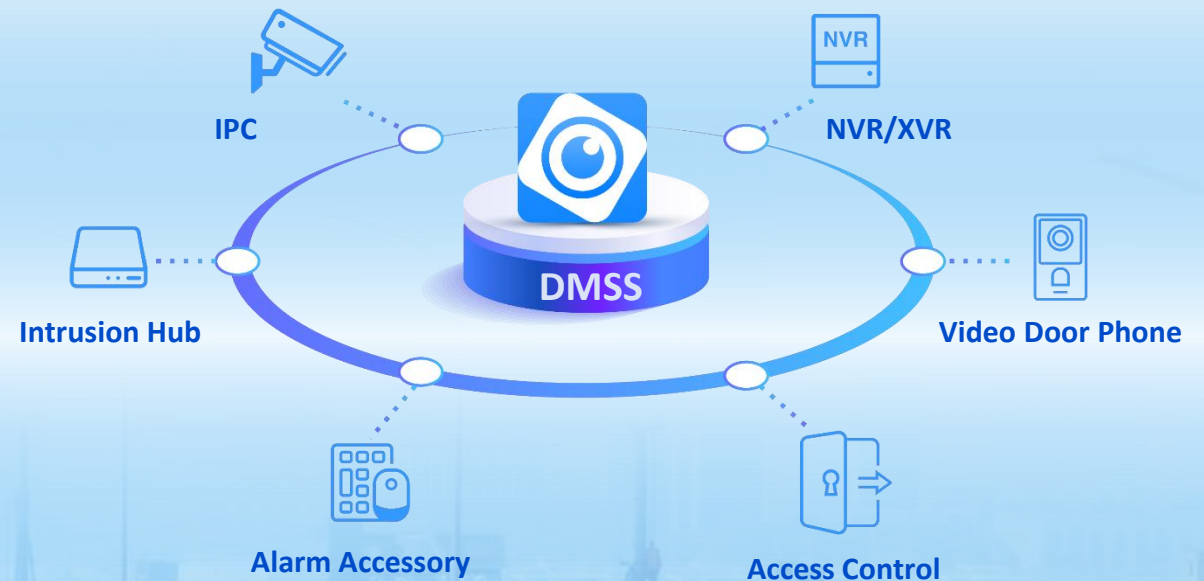 NVR
IPC
NVR/XVR
DMSS
Intrusion Hub
Video Door Phone
Alarm Accessory
Access Control